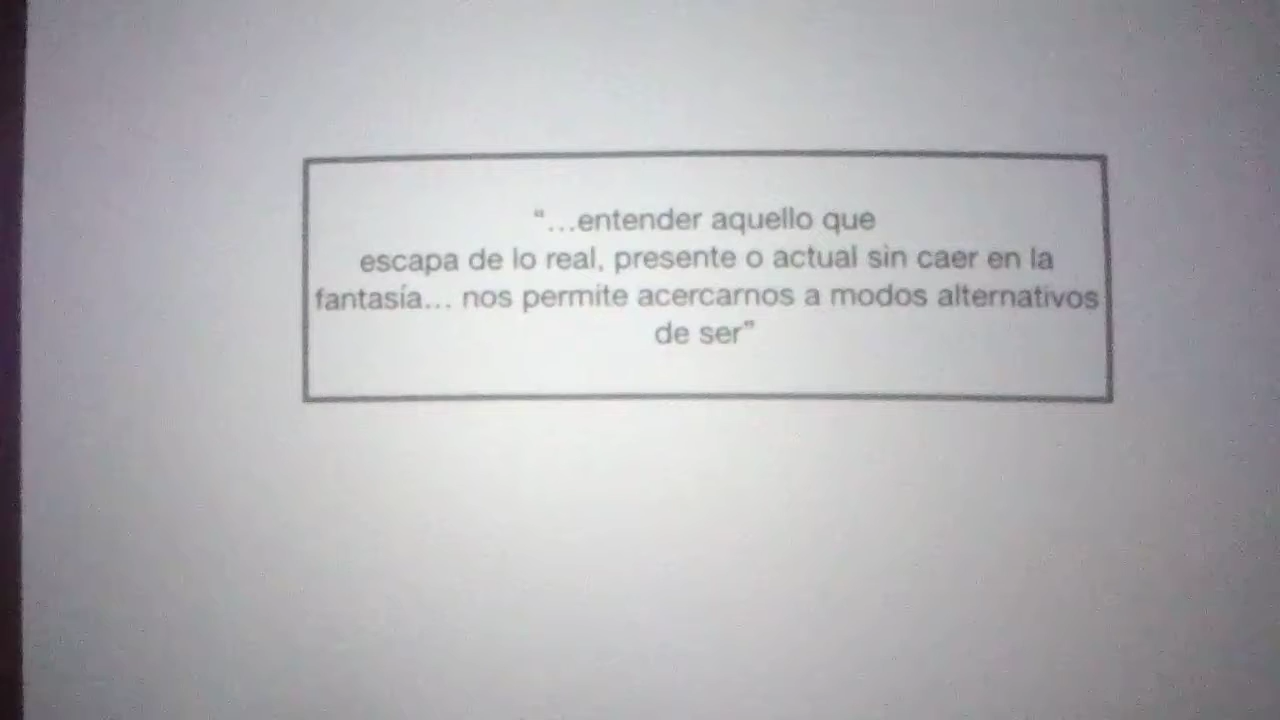 “...entender aquello que
escapa de lo real, presente o actual sin caer en la
fantasía... nos permite acercarnos a modos alternativos
de ser”